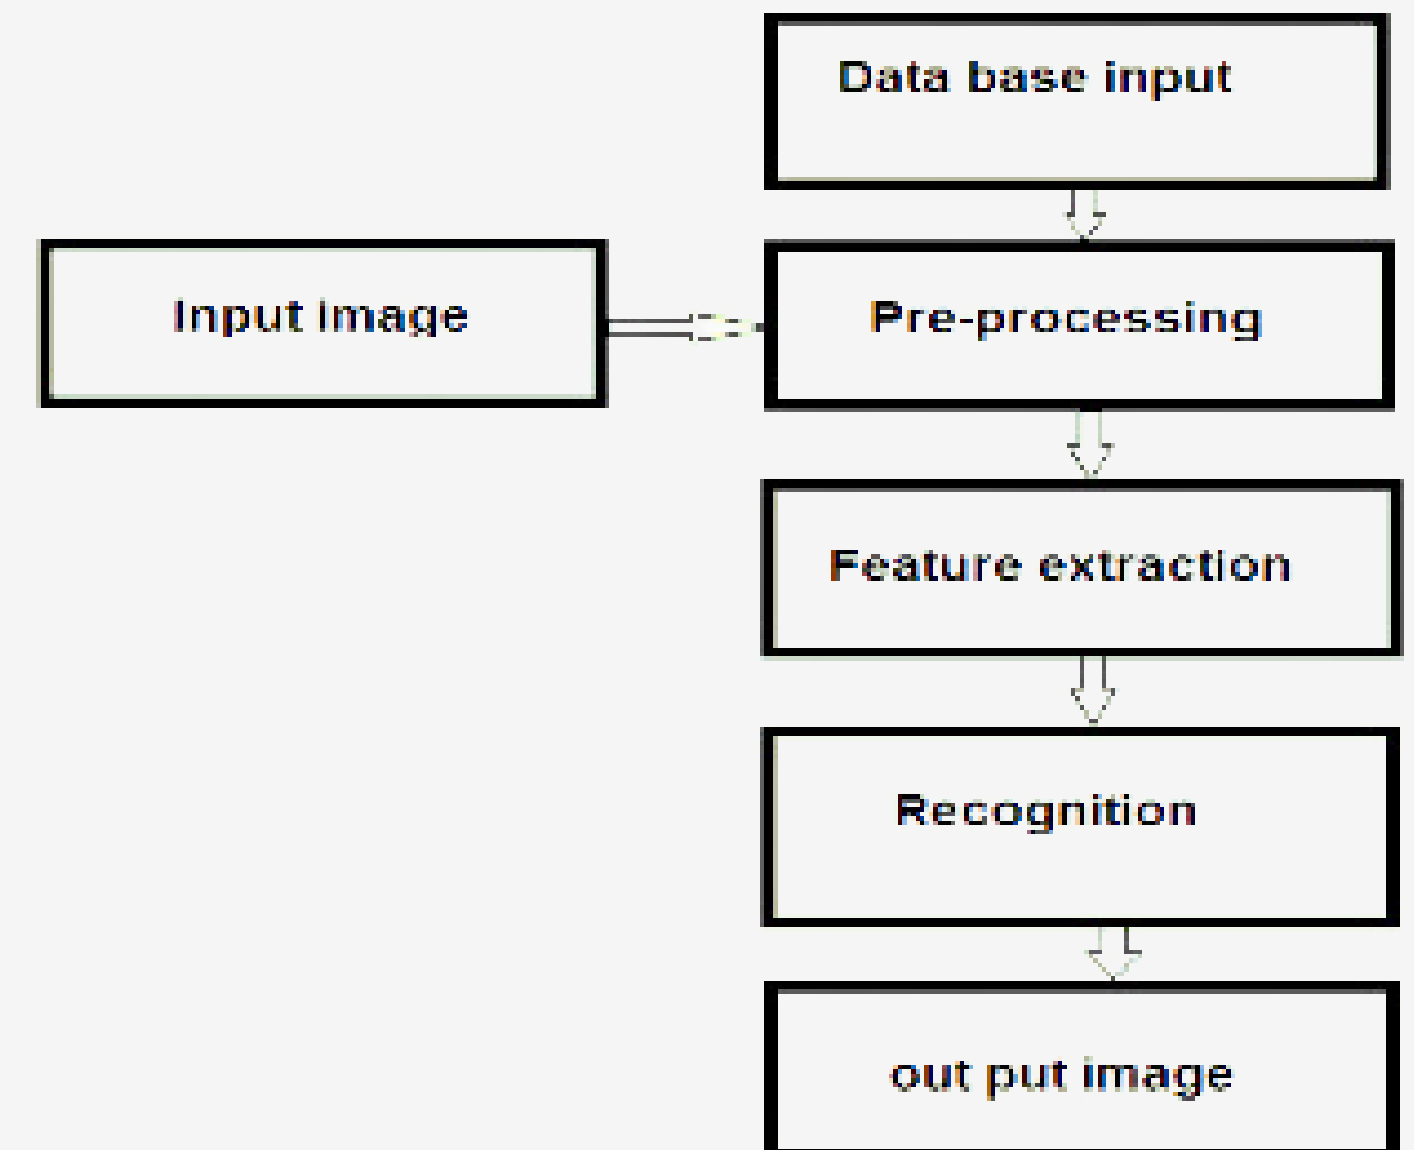 Data base input
Input image
Pre-processing
Feature extraction
Recognition
out put image